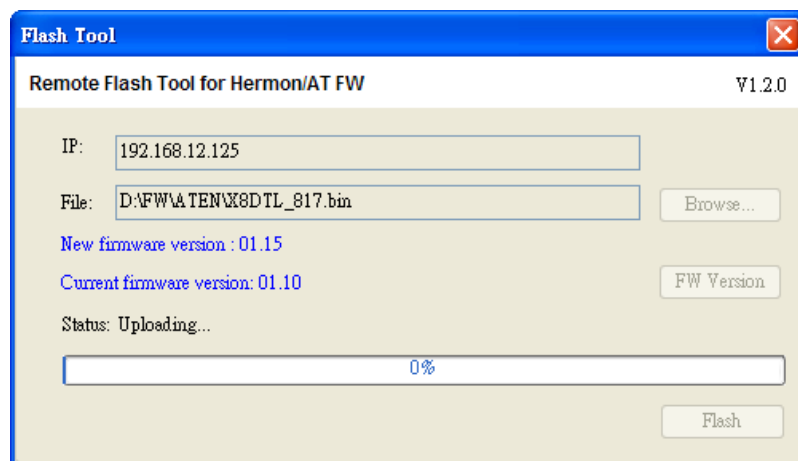 Flash Tool
Remote Flash Tool for Hermon/AT FW V1.2.0
IP: 192.168.12.125
File: D:\FW\ATEN\X8DTL_817.bin Browse...
New firmware version : 01.15
Current firmware version: 01.10 FW Version
Status: Uploading...
0%
Flash